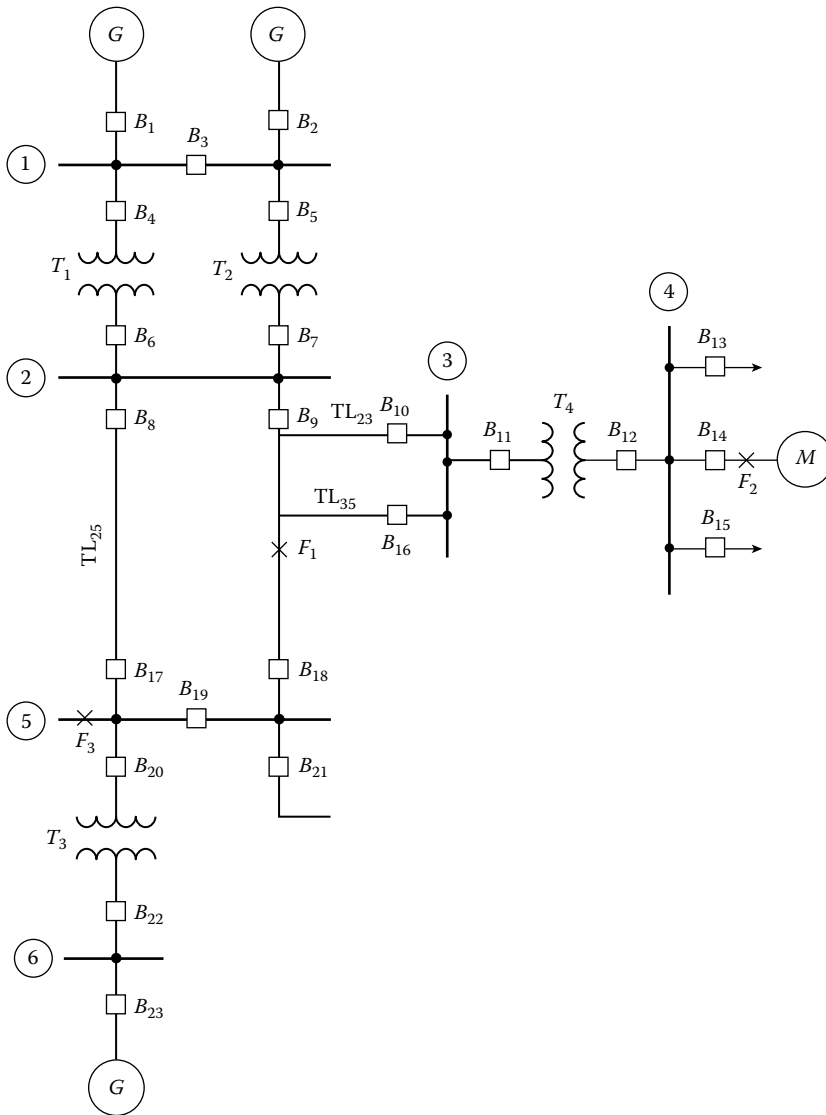 G G
B₁ B₂
B₃
1
B₄ B₅
T₁ T₂
4
B₆ B₇ B₁₃
3
2
T₄
B₈ B₉ TL₂₃ B₁₀
B₁₁ B₁₂ B₁₄
M
F₂
TL₃₅
TL₂₅
F₁ B₁₆ B₁₅
B₁₇ B₁₈
B₁₉
5
F₃
B₂₀ B₂₁
T₃
B₂₂
6
B₂₃
G